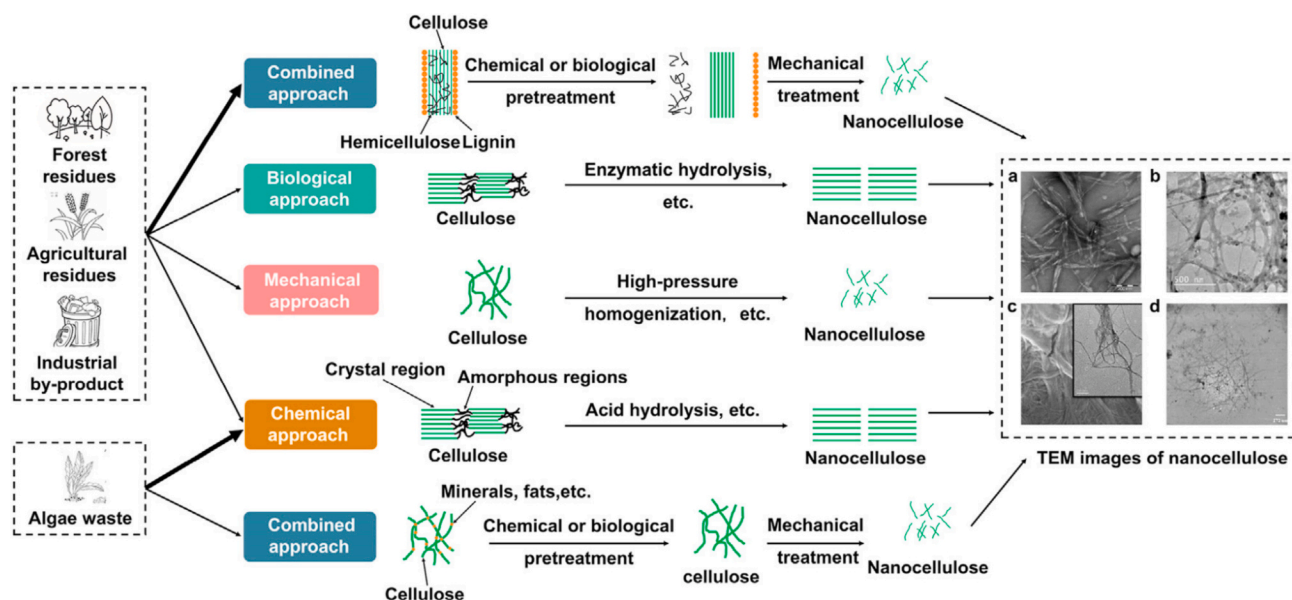 Forest
residues
Agricultural
residues
Industrial
by-product
Algae waste
Combined
approach
Cellulose
Hemicellulose Lignin
Chemical or biological
pretreatment
Mechanical
treatment
Nanocellulose
Biological
approach
Cellulose
Enzymatic hydrolysis,
etc.
Nanocellulose
Mechanical
approach
Cellulose
High-pressure
homogenization, etc.
Nanocellulose
Chemical
approach
Crystal region
Amorphous regions
Cellulose
Acid hydrolysis, etc.
Nanocellulose
Combined
approach
Minerals, fats,etc.
Cellulose
Chemical or biological
pretreatment
cellulose
Mechanical
treatment
Nanocellulose
a
b
500 nm
c
d
TEM images of nanocellulose